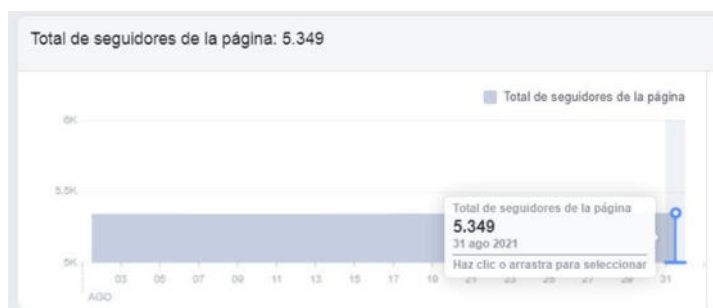 Total de seguidores de la página: 5.349
Total de seguidores de la página
6K
5.5K
Total de seguidores de la página
5.349
31 ago 2021
Haz clic o arrastra para seleccionar
5K
03 05 07 09 11 13 15 17 19 21 23 25 27 29 31
AGO